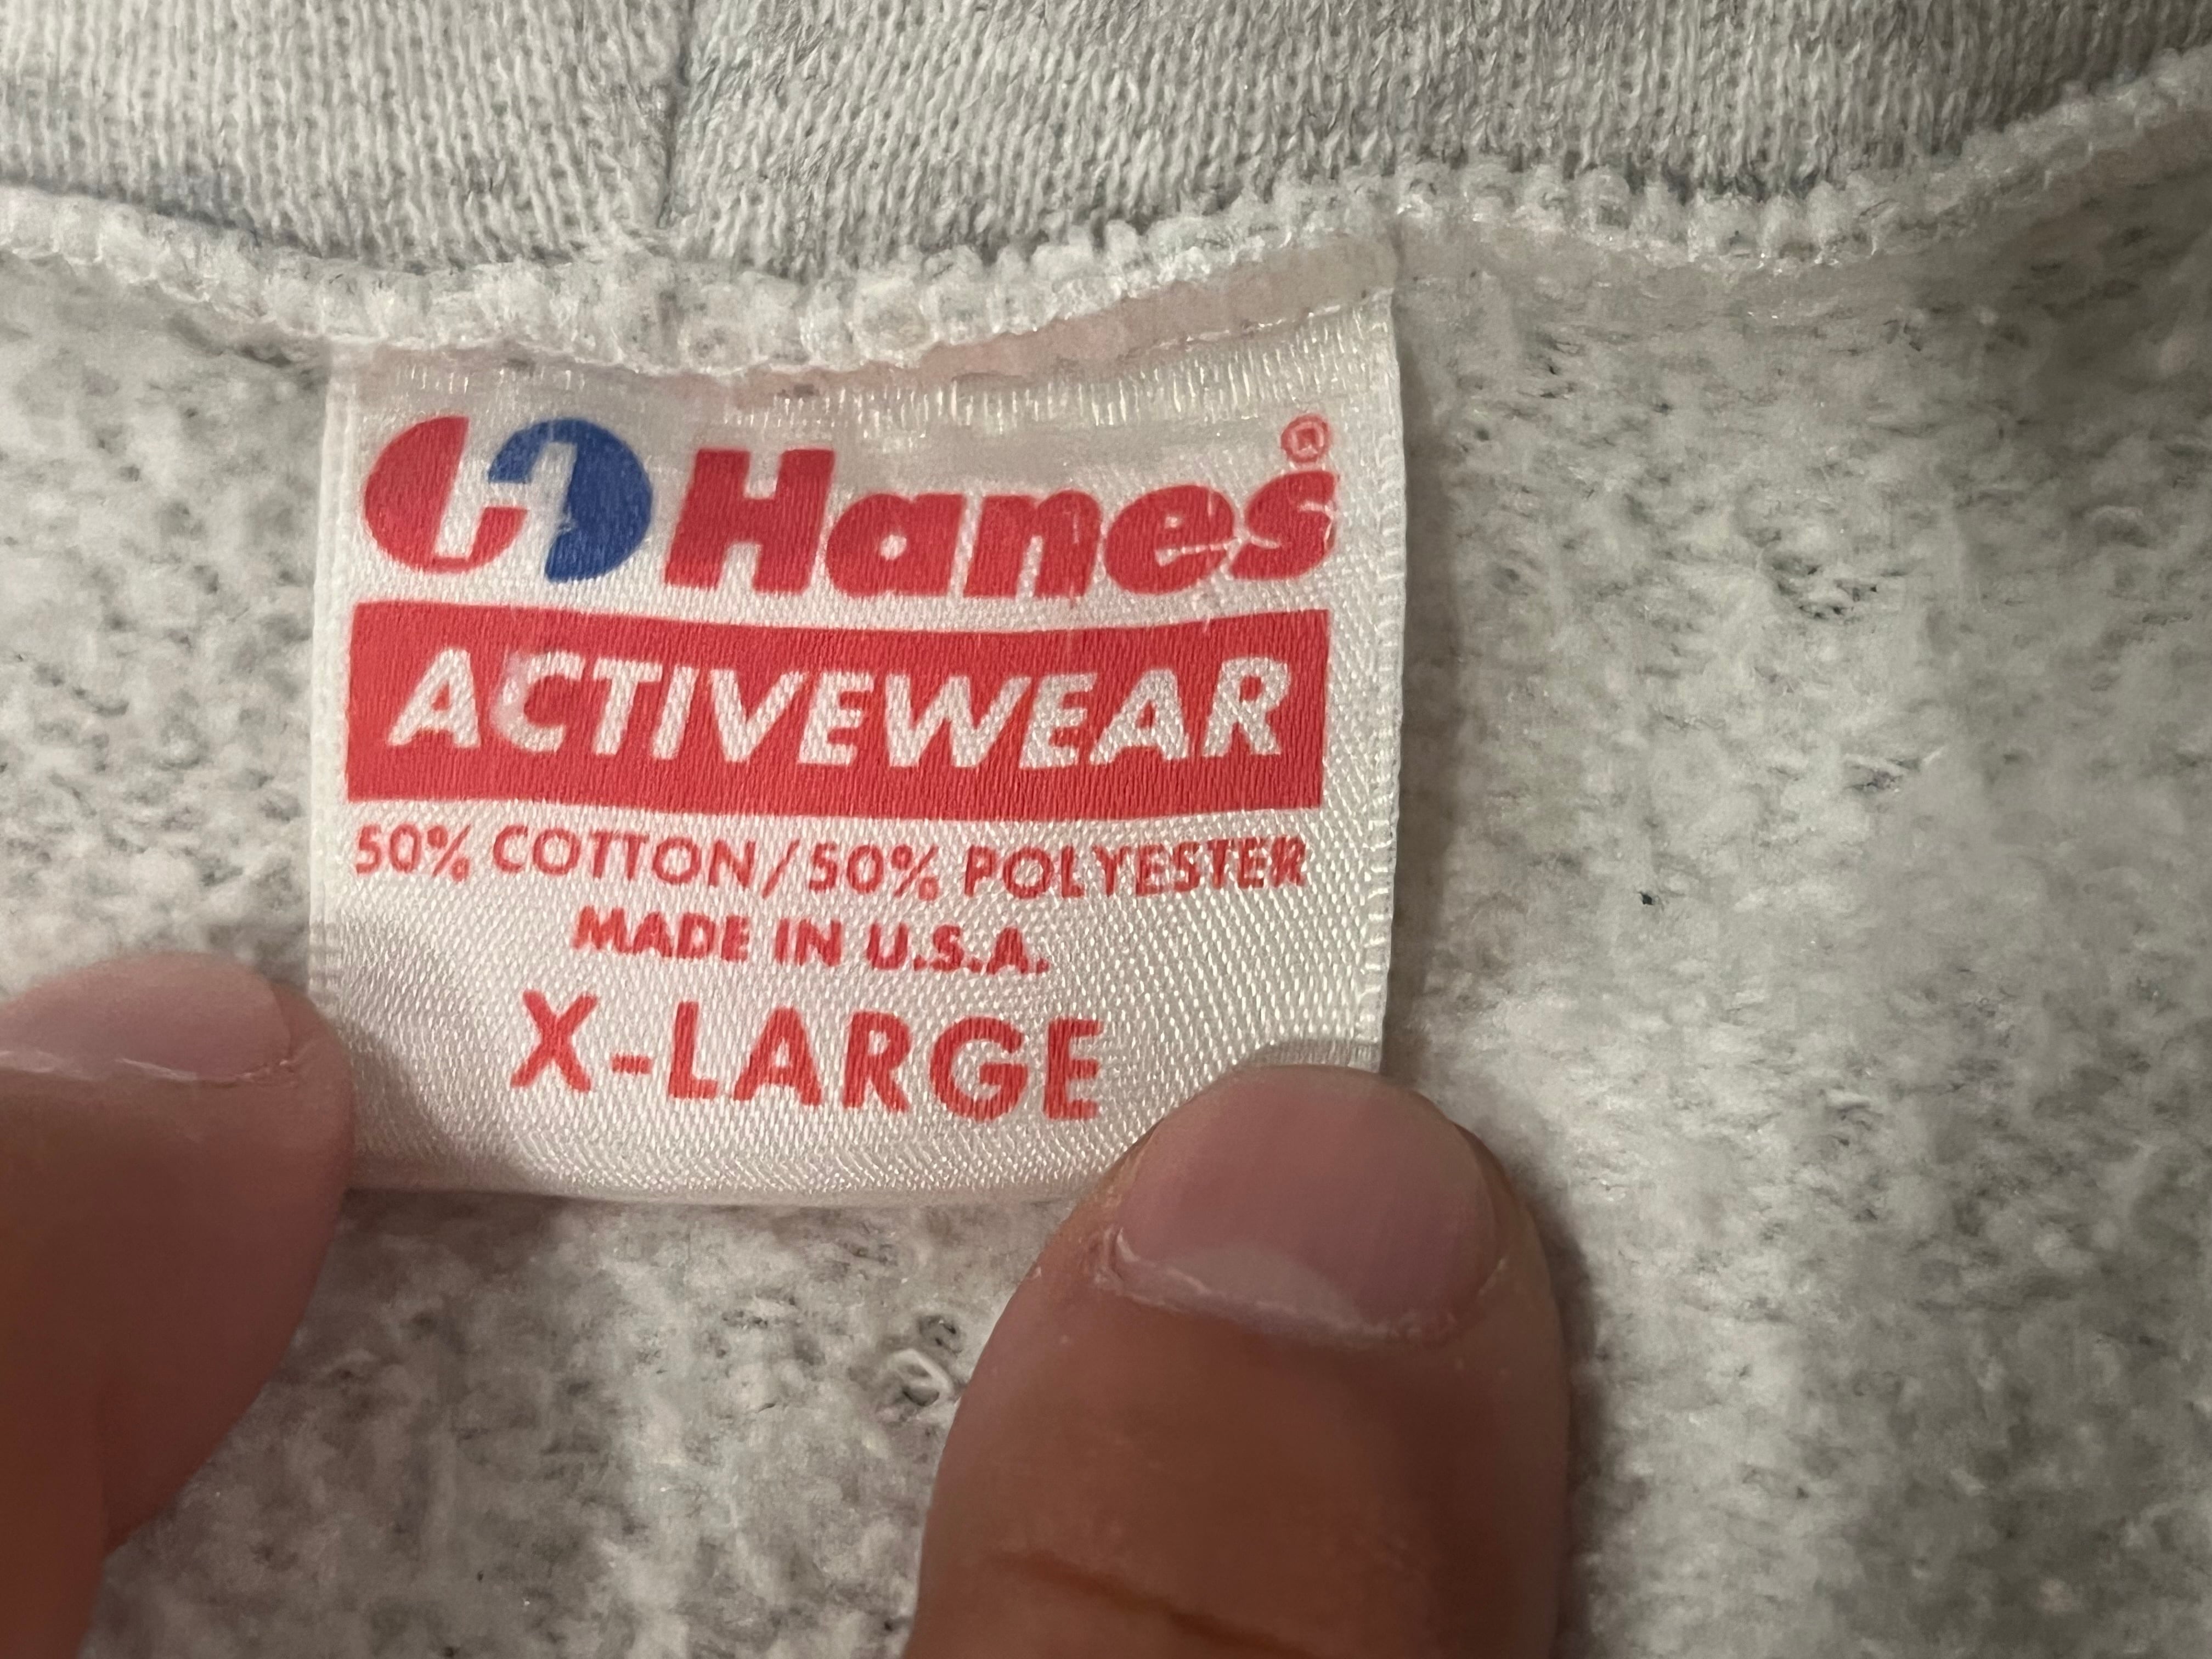 H Hanes®
ACTIVEWEAR
50% COTTON/50% POLYESTER
MADE IN U.S.A.
X-LARGE